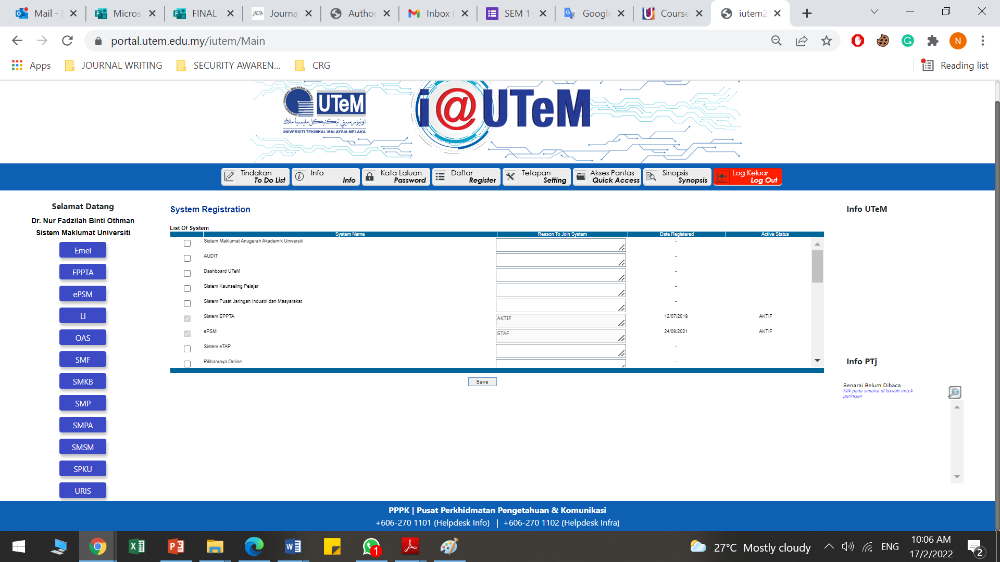 Mail -
Micros
FINAL
JACTA
Journa
Author
Inbox (
SEM 1-
Google
Course
iutem2
portal.utem.edu.my/iutem/Main
N
Apps
JOURNAL WRITING
SECURITY AWAREN...
CRG
Reading list
UTeM
اونيۏرسيتي تيكنيكل مليسيا ملاك
UNIVERSITI TEKNIKAL MALAYSIA MELAKA
i@UTeM
Tindakan
To Do List
Info
Info
Kata Laluan
Password
Daftar
Register
Tetapan
Setting
Akses Pantas
Quick Access
Sinopsis
Synopsis
Log Keluar
Log Out
Selamat Datang
Dr. Nur Fadzilah Binti Othman
Sistem Maklumat Universiti
Emel
EPPTA
ePSM
LI
OAS
SMF
SMKB
SMP
SMPA
SMSM
SPKU
URIS
System Registration
List Of System
System Name Reason To Join System Date Registered Active Status
Sistem Maklumat Anugerah Akademik Universiti -
AUDIT -
Dashboard UTeM -
Sistem Kaunseling Pelajar -
Sistem Pusat Jaringan Industri dan Masyarakat -
Sistem EPPTA AKTIF 12/07/2019 AKTIF
ePSM STAF 24/09/2021 AKTIF
Sistem eTAP -
Pilihanraya Online -
Save
Info UTeM
Info PTj
Senarai Belum Dibaca
Klik pada senarai di bawah untuk
perincian
PPPK | Pusat Perkhidmatan Pengetahuan & Komunikasi
+606-270 1101 (Helpdesk Info) | +606-270 1102 (Helpdesk Infra)
1
27°C Mostly cloudy
ENG
10:06 AM
17/2/2022
2